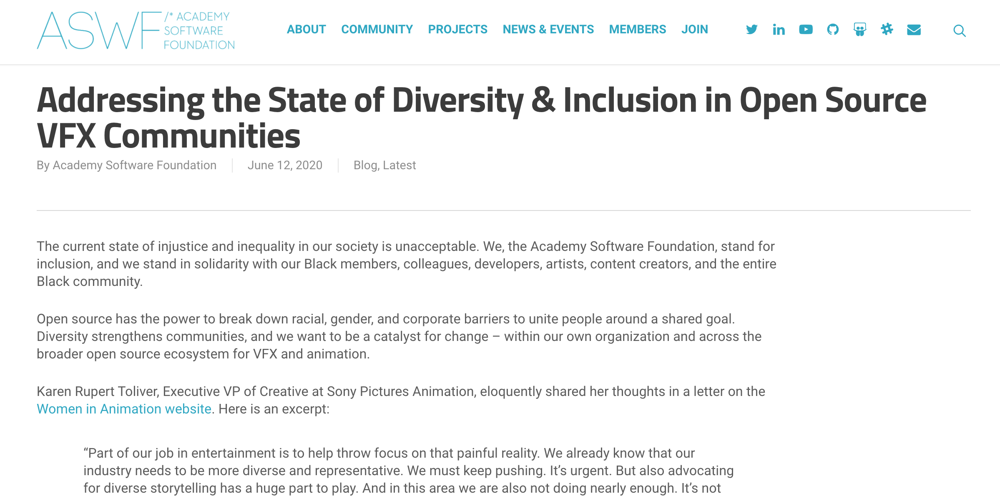 ASWF /* ACADEMY
SOFTWARE
FOUNDATION
ABOUT COMMUNITY PROJECTS NEWS & EVENTS MEMBERS JOIN
Addressing the State of Diversity & Inclusion in Open Source
VFX Communities
By Academy Software Foundation June 12, 2020 Blog, Latest
The current state of injustice and inequality in our society is unacceptable. We, the Academy Software Foundation, stand for
inclusion, and we stand in solidarity with our Black members, colleagues, developers, artists, content creators, and the entire
Black community.
Open source has the power to break down racial, gender, and corporate barriers to unite people around a shared goal.
Diversity strengthens communities, and we want to be a catalyst for change – within our own organization and across the
broader open source ecosystem for VFX and animation.
Karen Rupert Toliver, Executive VP of Creative at Sony Pictures Animation, eloquently shared her thoughts in a letter on the
Women in Animation website. Here is an excerpt:
“Part of our job in entertainment is to help throw focus on that painful reality. We already know that our
industry needs to be more diverse and representative. We must keep pushing. It’s urgent. But also advocating
for diverse storytelling has a huge part to play. And in this area we are also not doing nearly enough. It’s not